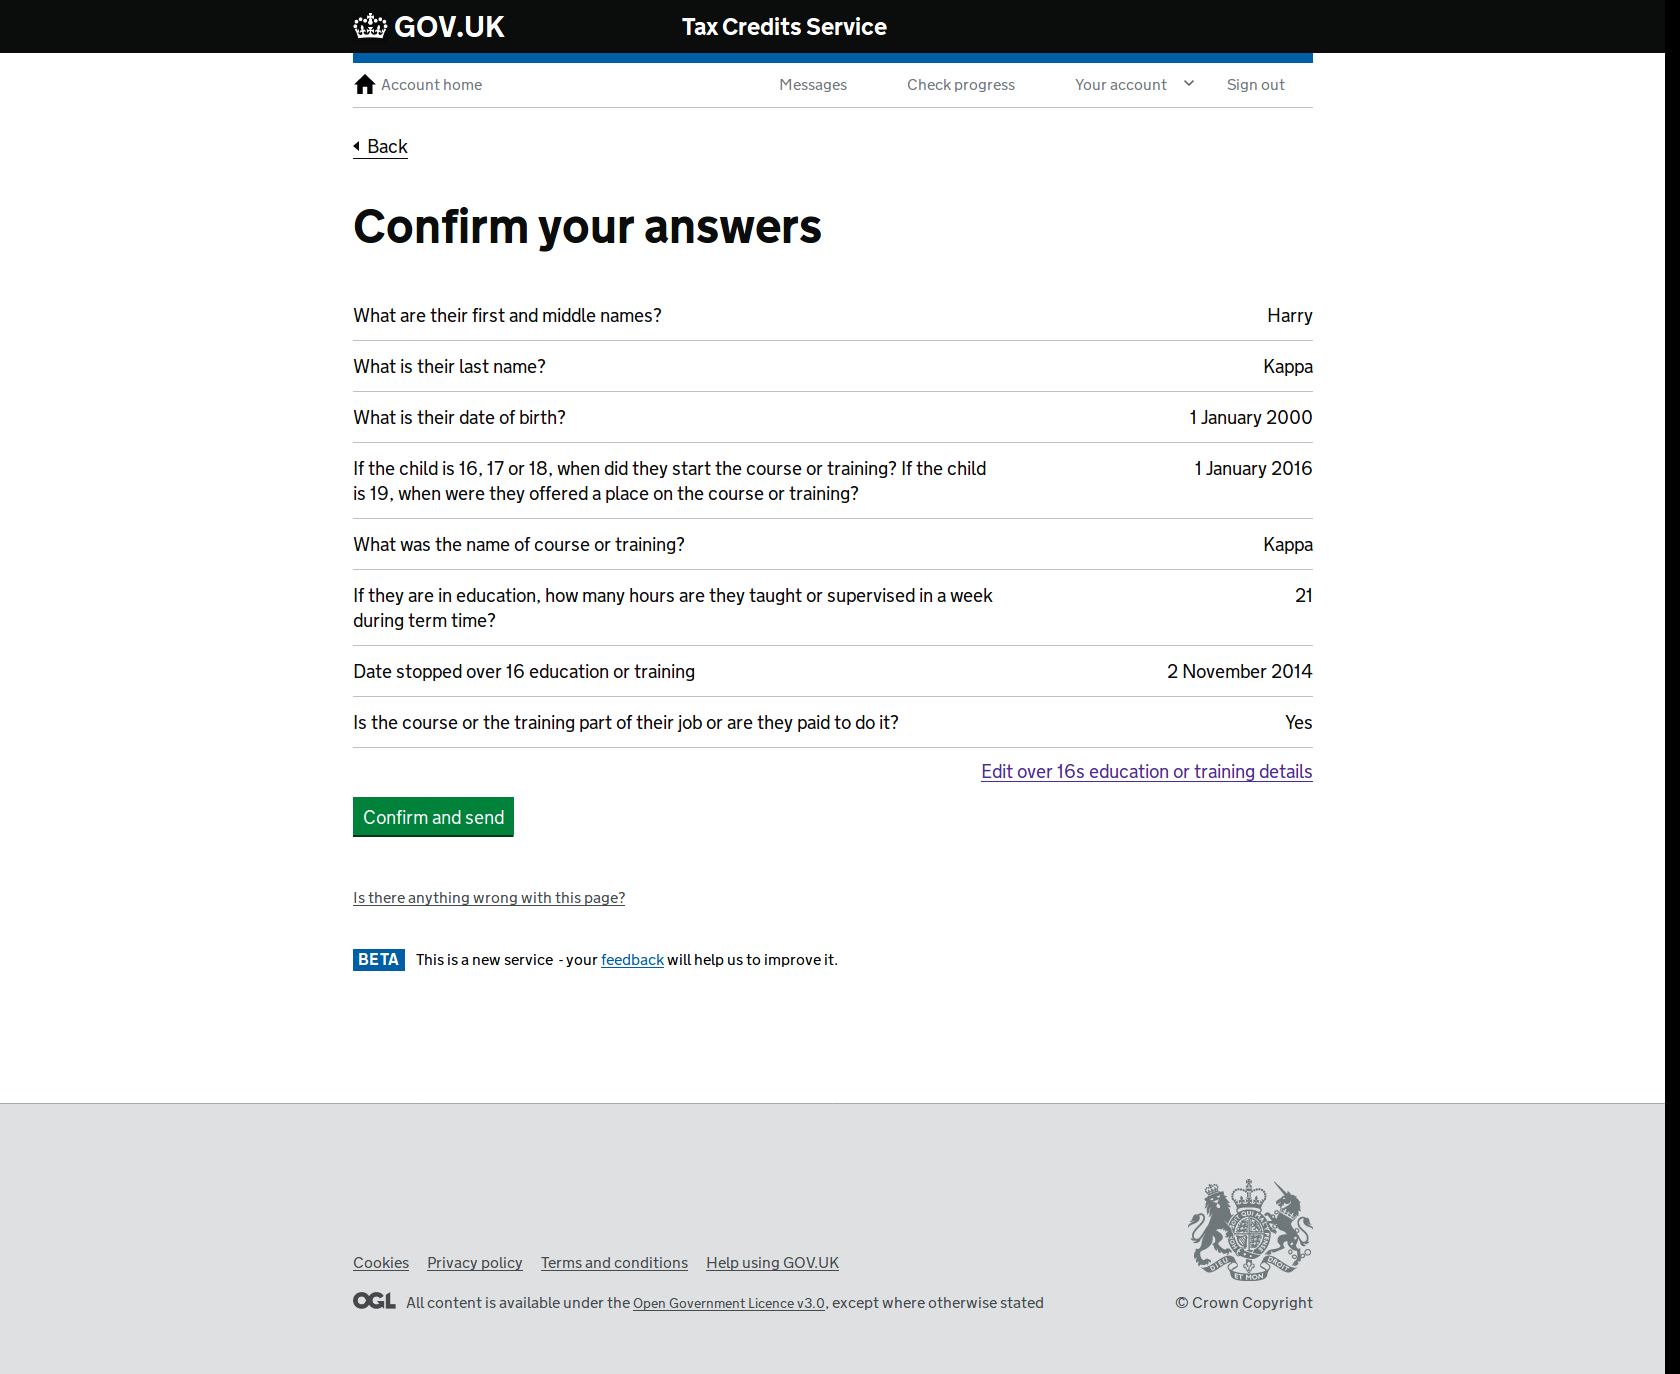 GOV.UK Tax Credits Service
Account home Messages Check progress Your account Sign out
Back
Confirm your answers
What are their first and middle names? Harry
What is their last name? Kappa
What is their date of birth? 1 January 2000
If the child is 16, 17 or 18, when did they start the course or training? If the child 1 January 2016
is 19, when were they offered a place on the course or training?
What was the name of course or training? Kappa
If they are in education, how many hours are they taught or supervised in a week 21
during term time?
Date stopped over 16 education or training 2 November 2014
Is the course or the training part of their job or are they paid to do it? Yes
Edit over 16s education or training details
Confirm and send
Is there anything wrong with this page?
BETA This is a new service - your feedback will help us to improve it.
Cookies Privacy policy Terms and conditions Help using GOV.UK
OGL All content is available under the Open Government Licence v3.0, except where otherwise stated
© Crown Copyright